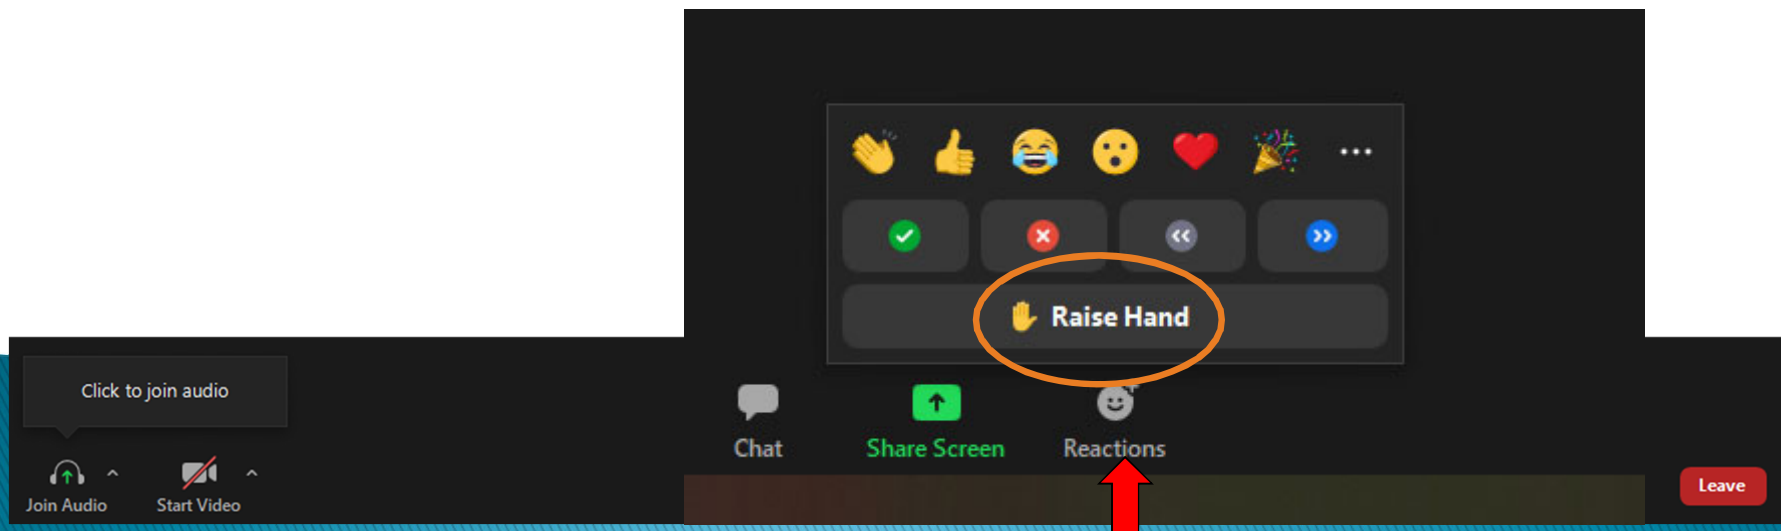 Raise Hand
Click to join audio
Chat
Share Screen
Reactions
Join Audio
Start Video
Leave